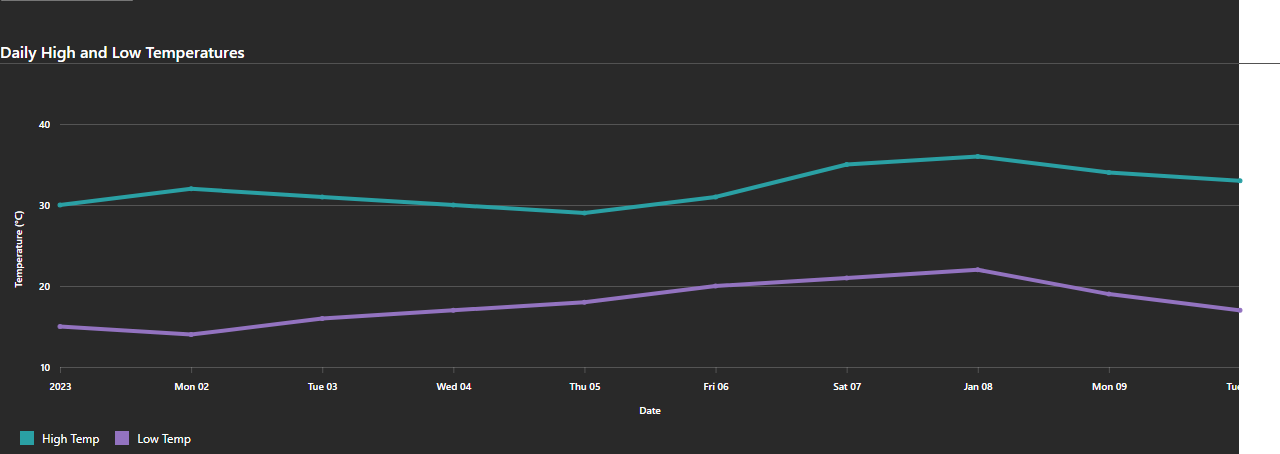 Daily High and Low Temperatures
40
30
20
10
Temperature (°C)
2023 Mon 02 Tue 03 Wed 04 Thu 05 Fri 06 Sat 07 Jan 08 Mon 09 Tue
Date
High Temp Low Temp